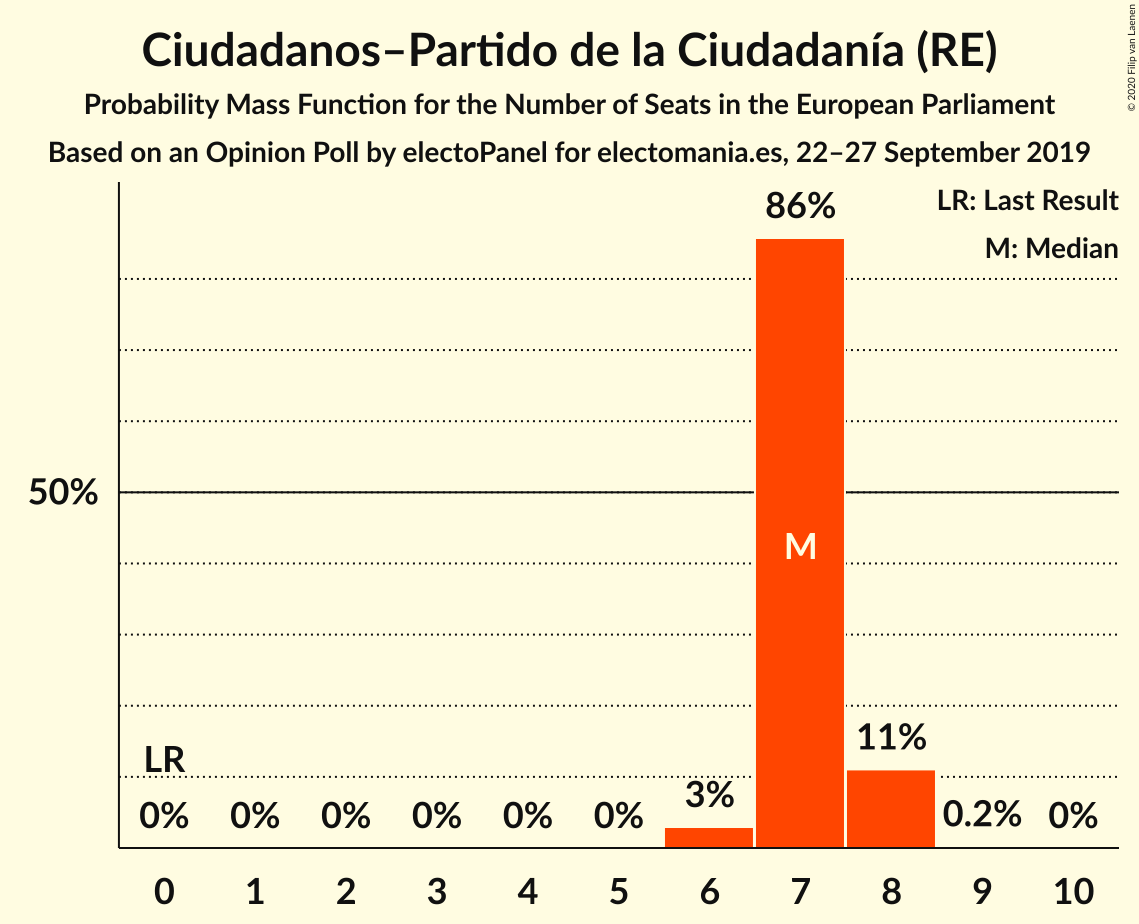 Ciudadanos–Partido de la Ciudadanía (RE)
Probability Mass Function for the Number of Seats in the European Parliament
Based on an Opinion Poll by electoPanel for electomania.es, 22–27 September 2019
© 2020 Filip van Laenen
LR: Last Result
M: Median
86%
50%
M
LR
11%
3%
0% 0% 0% 0% 0% 0% 0.2% 0%
0 1 2 3 4 5 6 7 8 9 10